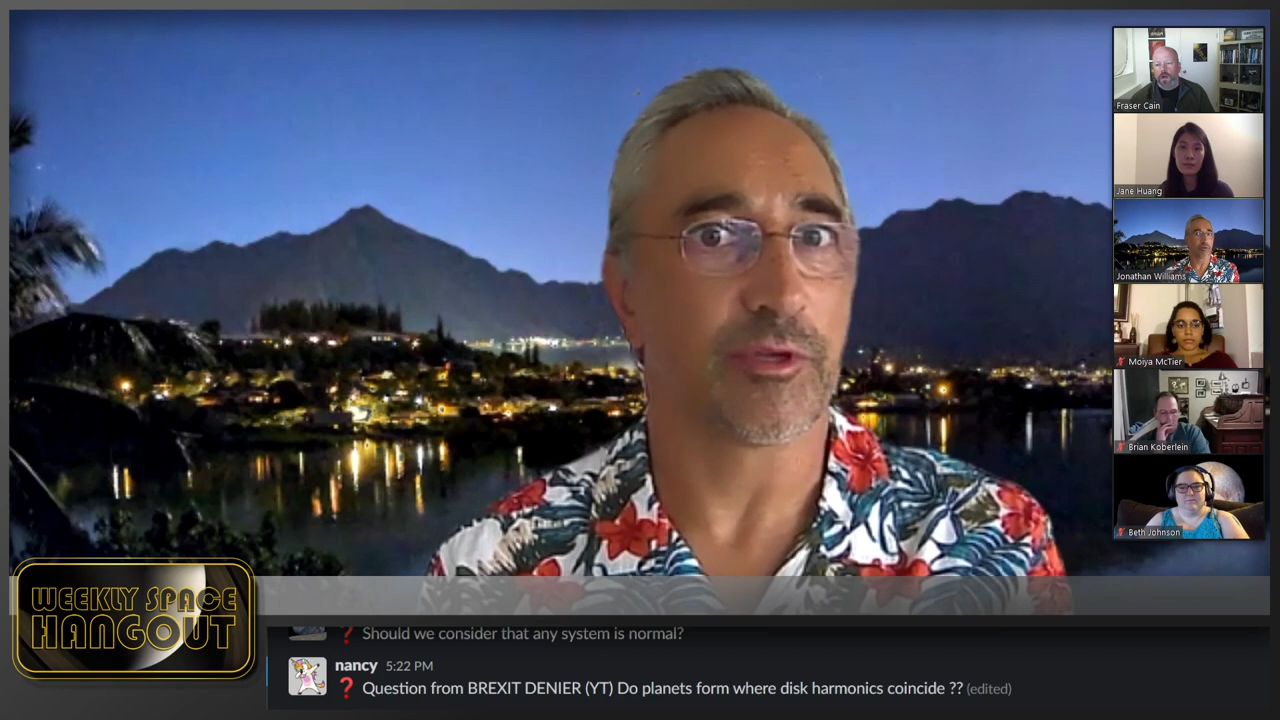 Fraser Cain
Jane Huang
Jonathan Williams
Moiya McTier
Brian Koberlein
Beth Johnson
WEEKLY SPACE
HANGOUT
❓ Should we consider that any system is normal?
nancy 5:22 PM
❓ Question from BREXIT DENIER (YT) Do planets form where disk harmonics coincide ?? (edited)